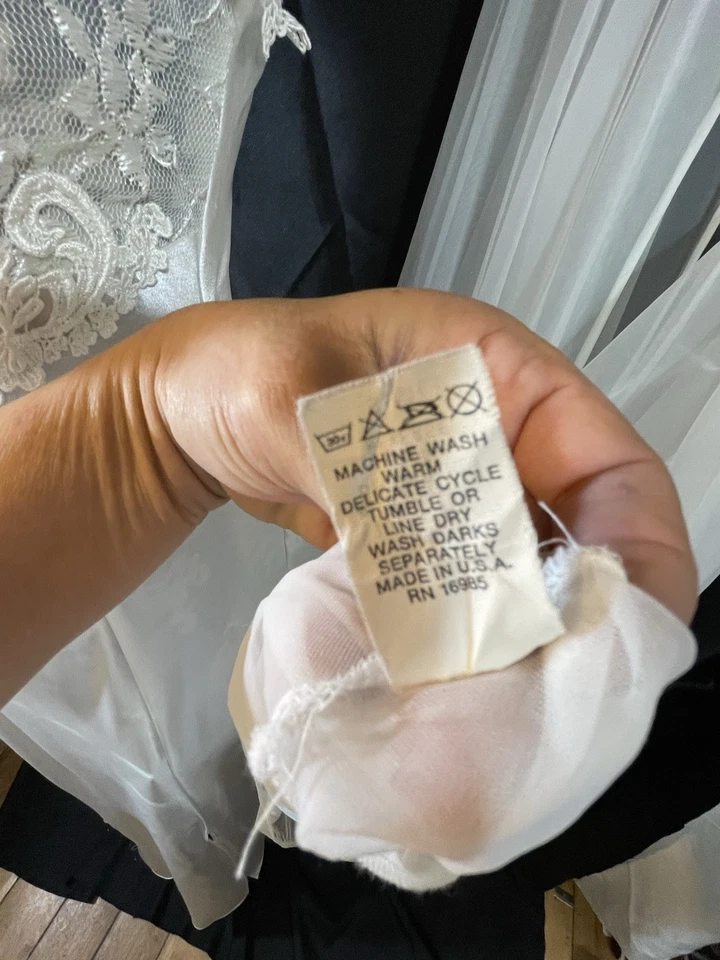 30°
MACHINE WASH
WARM
DELICATE CYCLE
TUMBLE OR
LINE DRY
WASH DARKS
SEPARATELY
MADE IN U.S.A.
RN 16985